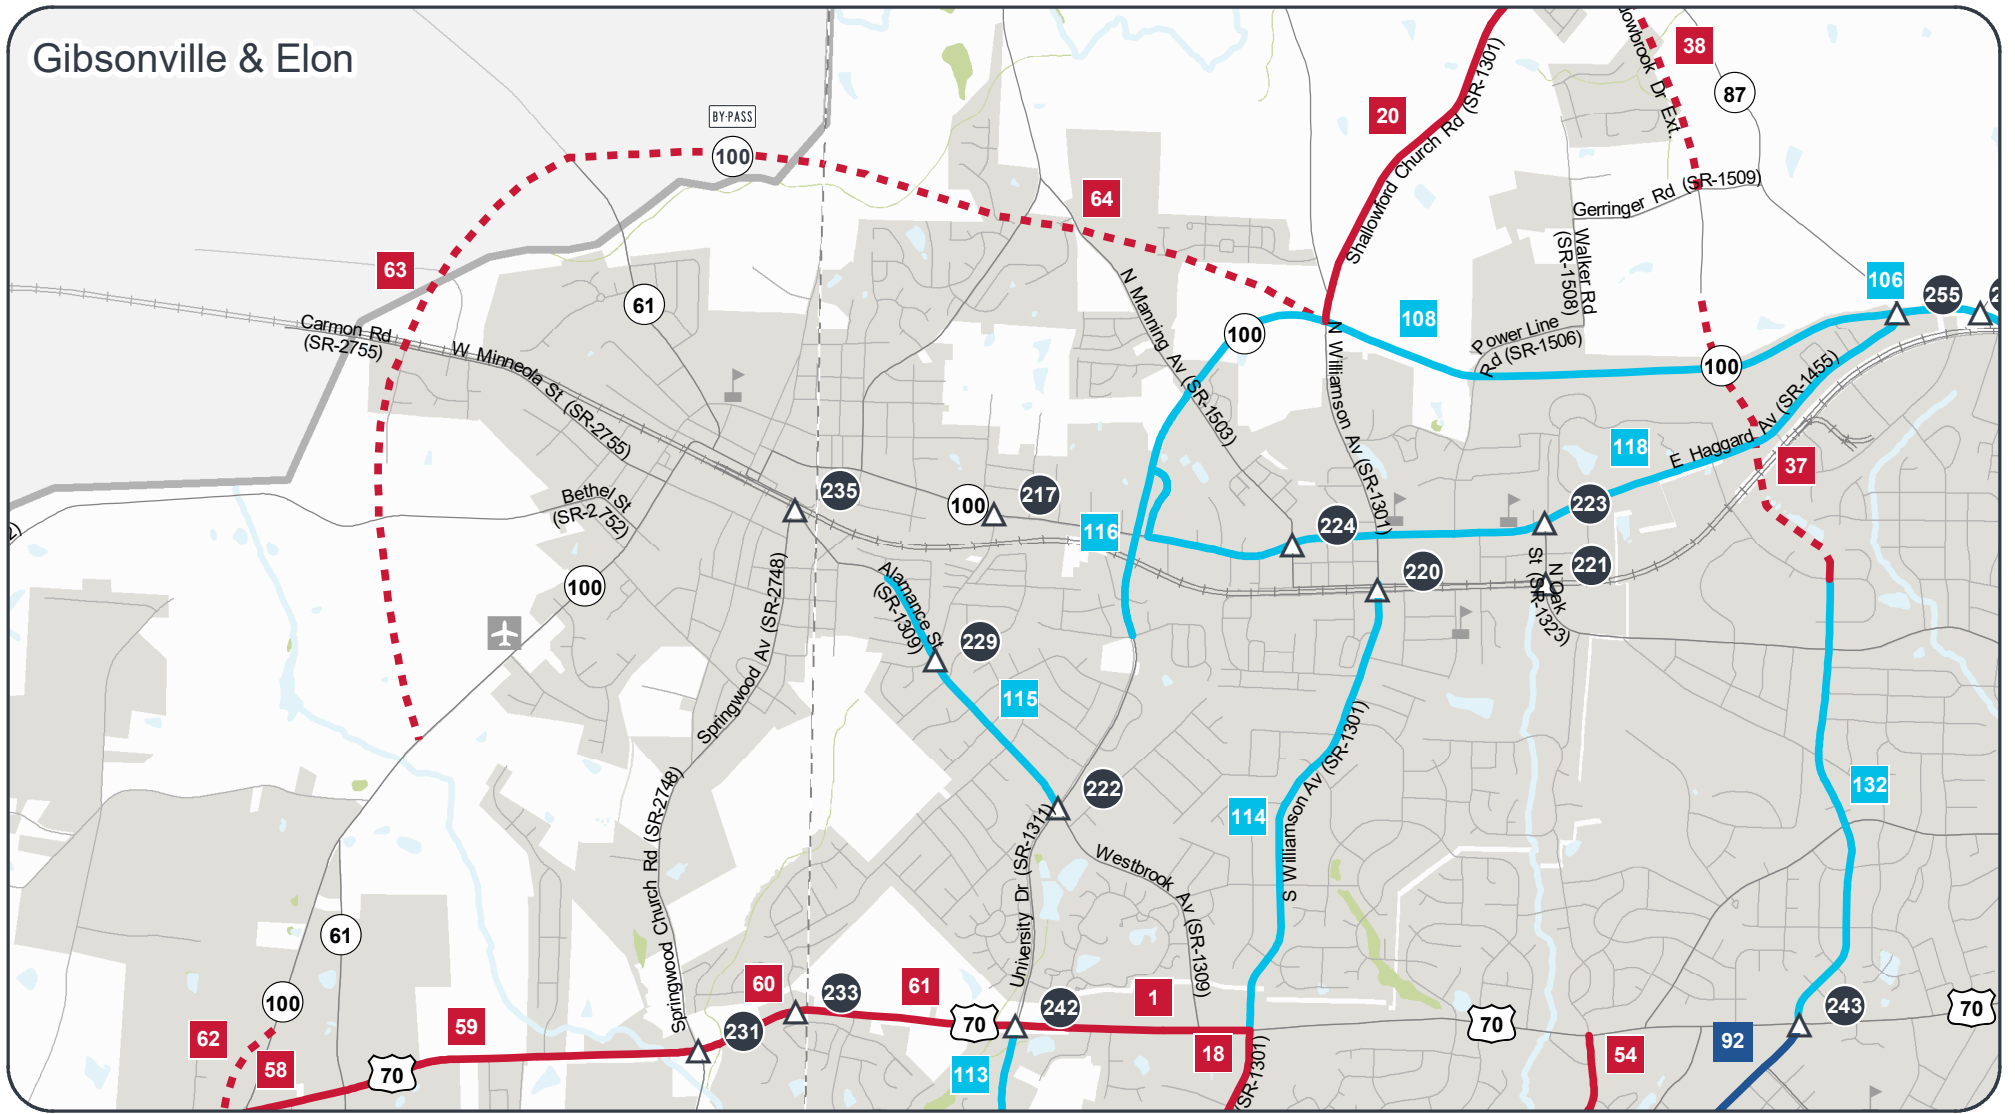 Gibsonville & Elon
BY-PASS
100
63
64
61
20
Shallowford Church Rd (SR-1301)
38
Dr Ext.
87
Gerringer Rd (SR-1509)
Walker Rd
(SR-1508)
Power Line
Rd (SR-1506)
106
255
108
100
100
Carmon Rd
(SR-2755)
W Minneola St (SR-2755)
N Manning Av (SR-1503)
N Williamson Av (SR-1301)
E Haggard Av (SR-1455)
118
37
Bethel St
(SR-2752)
235
100
217
116
224
223
220
221
N Oak
St (SR-1323)
100
Alamance St
(SR-1309)
229
115
Springwood Av (SR-2748)
222
114
S Williamson Av (SR-1301)
132
Springwood Church Rd (SR-2748)
University Dr (SR-1311)
Westbrook Av (SR-1309)
61
100
62
58
59
70
60
231
233
61
70
242
1
113
18
(SR-1301)
70
54
92
243
70